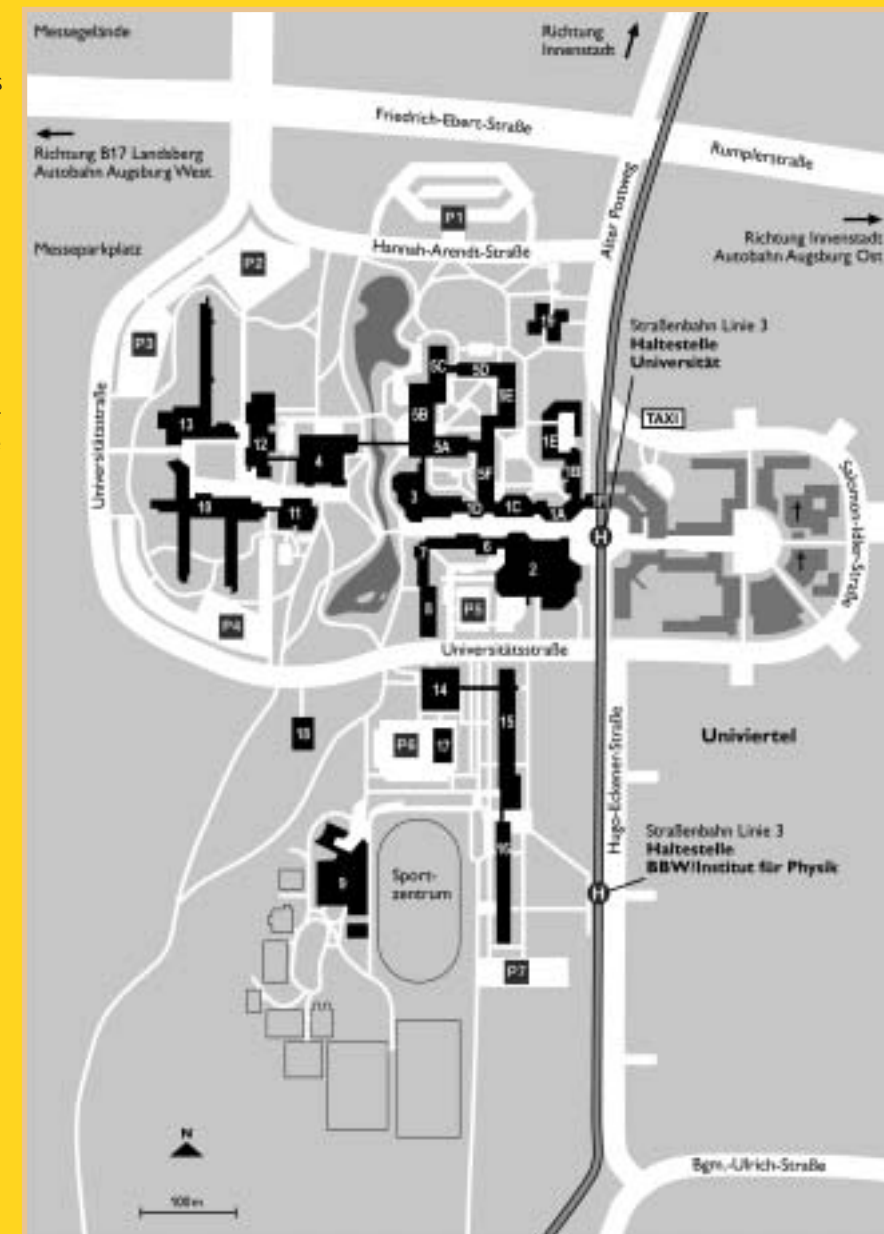 Messegelände
Richtung
Innenstadt
Friedrich-Ebert-Straße
Rumplerstraße
Richtung B17 Landsberg
Autobahn Augsburg West
Alter Postweg
P1
Richtung Innenstadt
Autobahn Augsburg Ost
Messeparkplatz
Hannah-Arendt-Straße
P2
Straßenbahn Linie 3
Haltestelle
Universität
P3
5C
5D
TAXI
Universitätsstraße
13
12
4
5B
5A
5F
1E
1B
Salomon-Idler-Straße
10
11
3
1D
1C
1A
H
7
6
2
8
P5
P4
Universitätsstraße
14
15
18
P6
17
Hugo-Eckener-Straße
Univiertel
Straßenbahn Linie 3
Haltestelle
BBW/Institut für Physik
16
9
Sport-
zentrum
H
P7
N
100 m
Bgm.-Ulrich-Straße